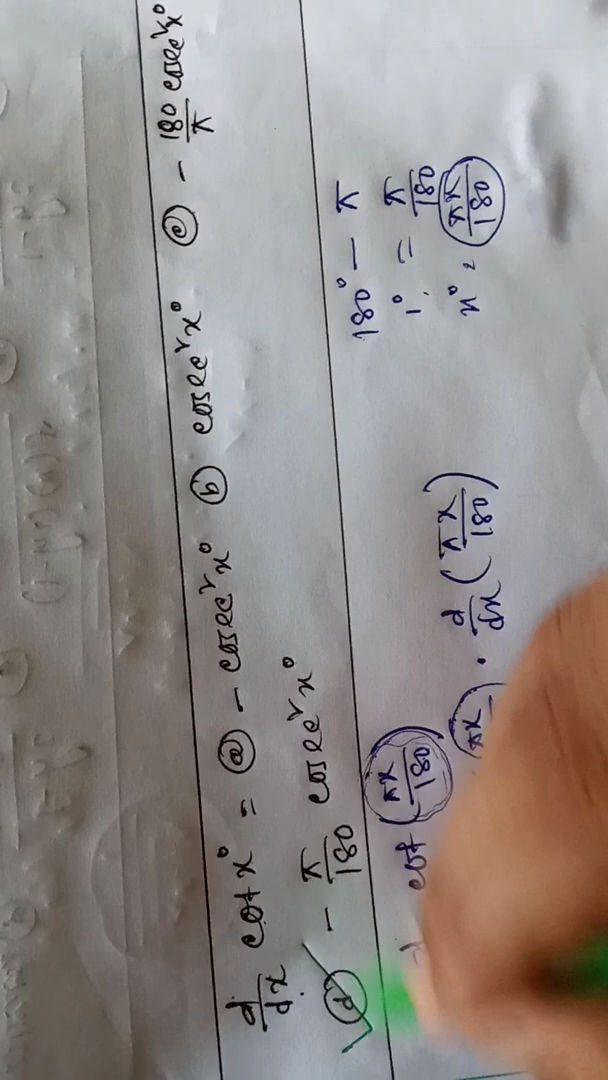 d/dx cot x° = ⓐ - cosec²x° ⓑ cosec²x° ⓒ - 180/π cosec²x°
ⓓ - π/180 cosec²x°
180° - π
1° = π/180
x° = πx/180
cot (πx/180)
πx · d/dx (πx/180)